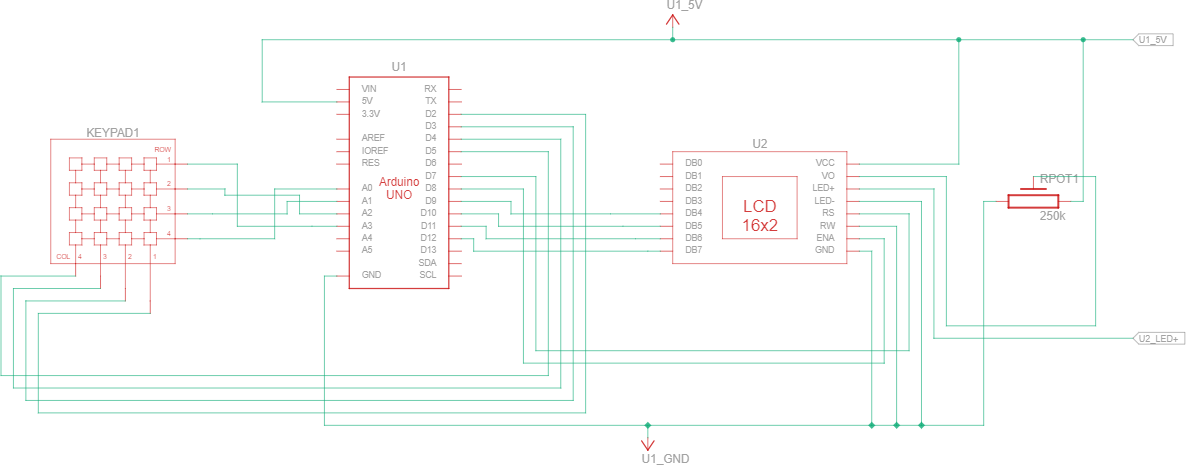 U1_5V
U1_5V
U1
VIN
RX
5V
TX
3.3V
D2
D3
AREF
D4
IOREF
D5
RES
D6
D7
A0
D8
A1
D9
A2
D10
A3
D11
A4
D12
A5
D13
SDA
GND
SCL
Arduino
UNO
KEYPAD1
ROW
1
2
3
4
COL 4
3
2
1
U2
DB0
VCC
DB1
VO
DB2
LED+
DB3
LED-
DB4
RS
DB5
RW
DB6
ENA
DB7
GND
LCD
16x2
RPOT1
250k
U2_LED+
U1_GND